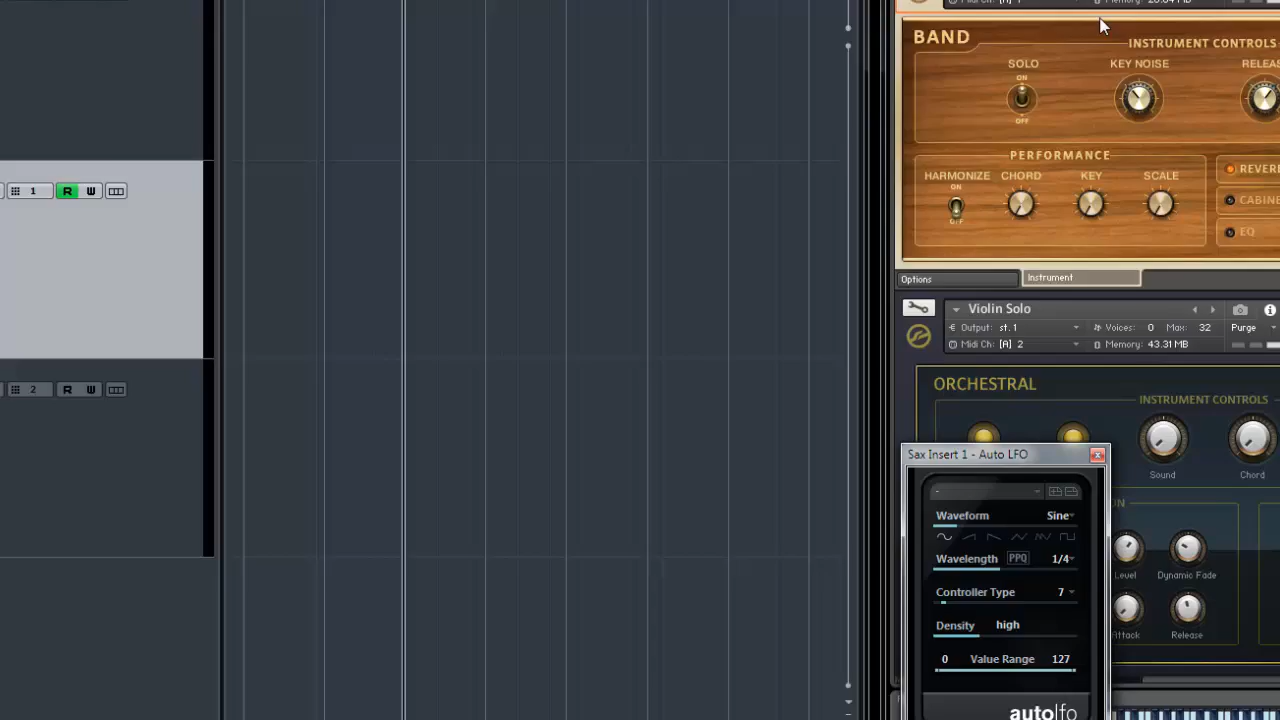 BAND
INSTRUMENT CONTROLS
SOLO
KEY NOISE
RELEAS
ON
OFF
PERFORMANCE
HARMONIZE
CHORD
KEY
SCALE
ON
OFF
REVERB
CABINE
EQ
1
R
W
Options
Instrument
Violin Solo
Output: st.1
Voices: 0 Max: 32
Purge
Midi Ch: [A] 2
Memory: 43.31 MB
ORCHESTRAL
INSTRUMENT CONTROLS
2
R
W
Sound
Chord
Sax Insert 1 - Auto LFO
x
-
Waveform
Sine
Wavelength
PPQ
1/4
Controller Type
7
Density
high
0
Value Range
127
autolfo
Level
Dynamic Fade
Attack
Release